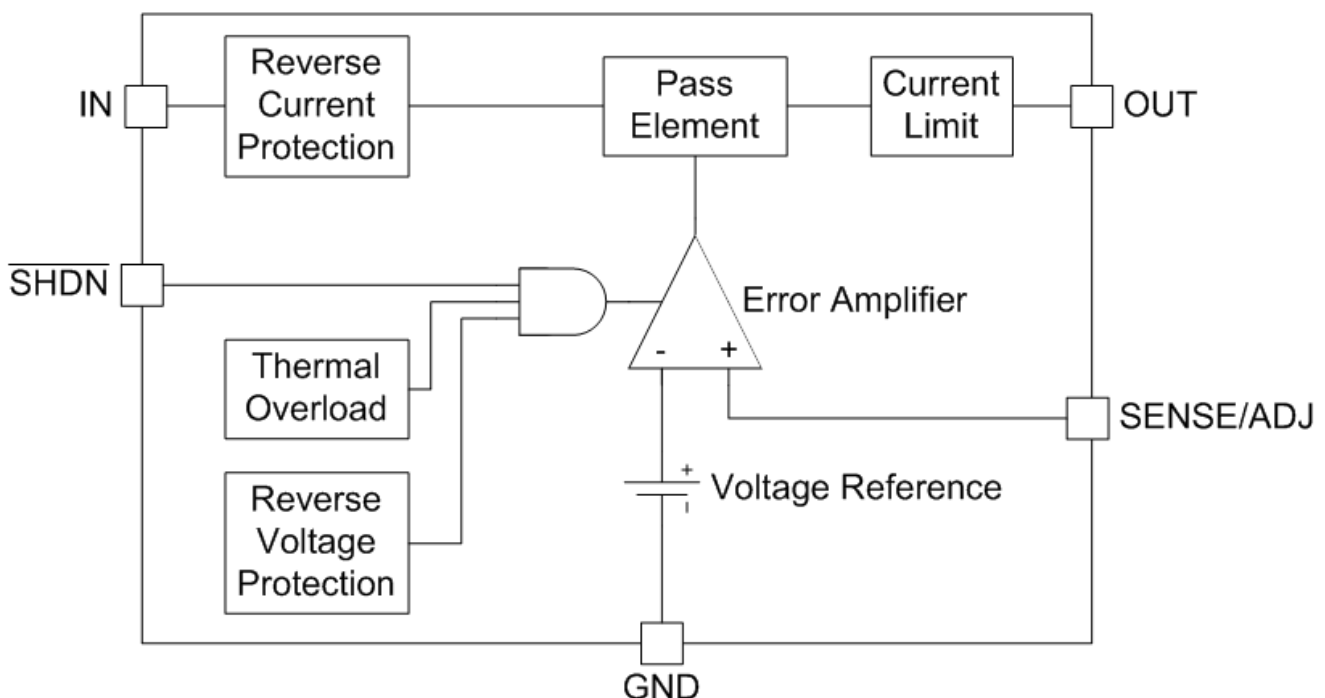 Reverse
Current
Protection
Pass
Element
Current
Limit
IN
OUT
SHDN
Error Amplifier
- +
Thermal
Overload
SENSE/ADJ
+
Voltage Reference
-
Reverse
Voltage
Protection
GND